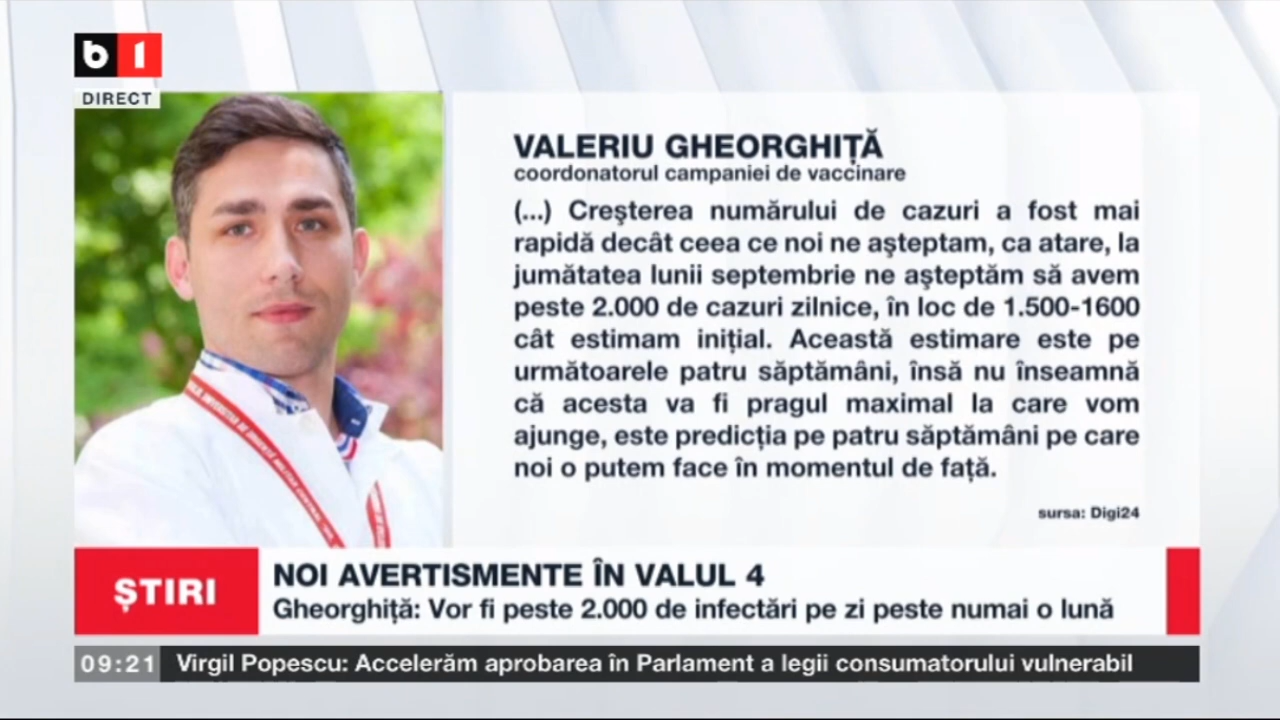 b 1
DIRECT
VALERIU GHEORGHIȚĂ
coordonatorul campaniei de vaccinare
(...) Creşterea numărului de cazuri a fost mai
rapidă decât ceea ce noi ne aşteptam, ca atare, la
jumătatea lunii septembrie ne aşteptăm să avem
peste 2.000 de cazuri zilnice, în loc de 1.500-1600
cât estimam inițial. Această estimare este pe
următoarele patru săptămâni, însă nu înseamnă
că acesta va fi pragul maximal la care vom
ajunge, este predicția pe patru săptămâni pe care
noi o putem face în momentul de față.
sursa: Digi24
ȘTIRI
NOI AVERTISMENTE ÎN VALUL 4
Gheorghiță: Vor fi peste 2.000 de infectări pe zi peste numai o lună
09:21 Virgil Popescu: Accelerăm aprobarea în Parlament a legii consumatorului vulnerabil